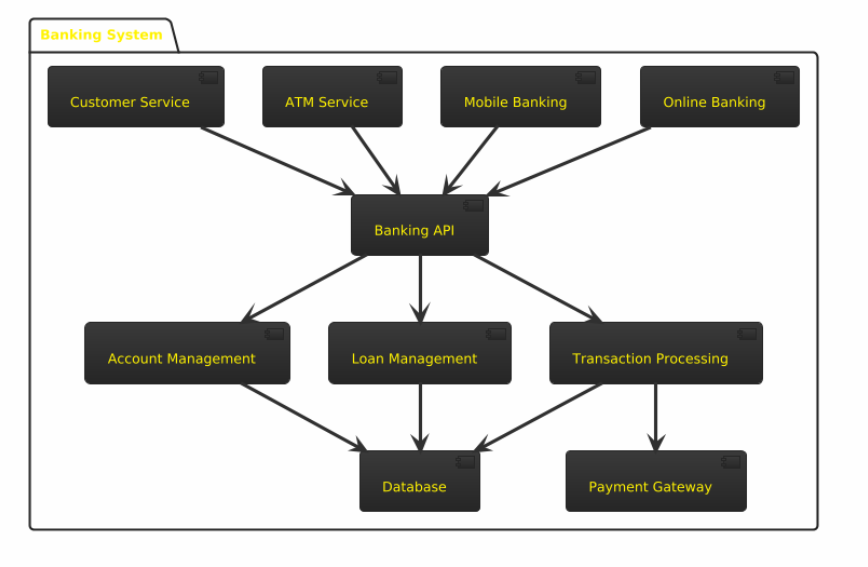 Banking System
Customer Service
ATM Service
Mobile Banking
Online Banking
Banking API
Account Management
Loan Management
Transaction Processing
Database
Payment Gateway